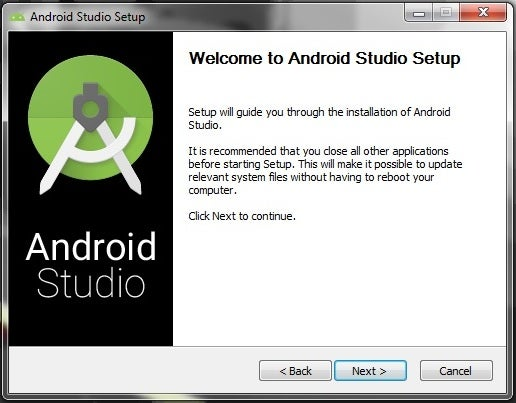 Android Studio Setup
Welcome to Android Studio Setup
Setup will guide you through the installation of Android
Studio.
It is recommended that you close all other applications
before starting Setup. This will make it possible to update
relevant system files without having to reboot your
computer.
Click Next to continue.
Android
Studio
< Back
Next >
Cancel